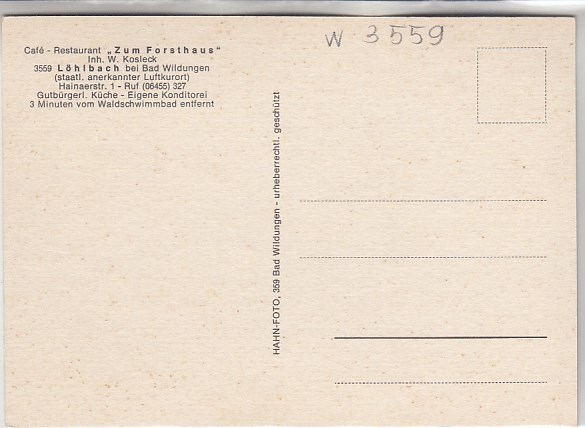 Café - Restaurant „Zum Forsthaus"
Inh. W. Kosleck
3559 Löhlbach bei Bad Wildungen
(staatl. anerkannter Luftkurort)
Hainaerstr. 1 - Ruf (06455) 327
Gutbürgerl. Küche - Eigene Konditorei
3 Minuten vom Waldschwimmbad entfernt
W 3559
HAHN-FOTO, 359 Bad Wildungen - urheberrechtl. geschützt